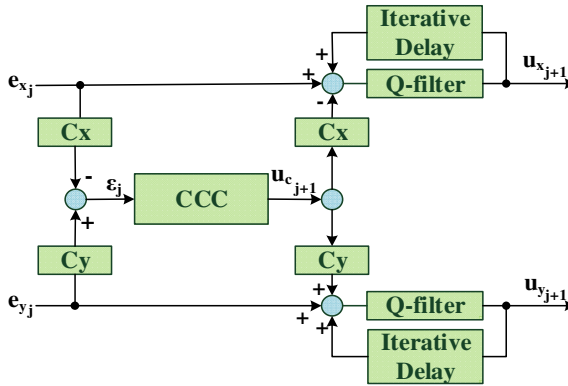 Iterative
Delay
e_{x_j}
+
+
Q-filter
u_{x_{j+1}}
-
Cx
Cx
-
ε_j
CCC
u_{c_{j+1}}
+
Cy
Cy
+
e_{y_j}
+
+
Q-filter
u_{y_{j+1}}
Iterative
Delay